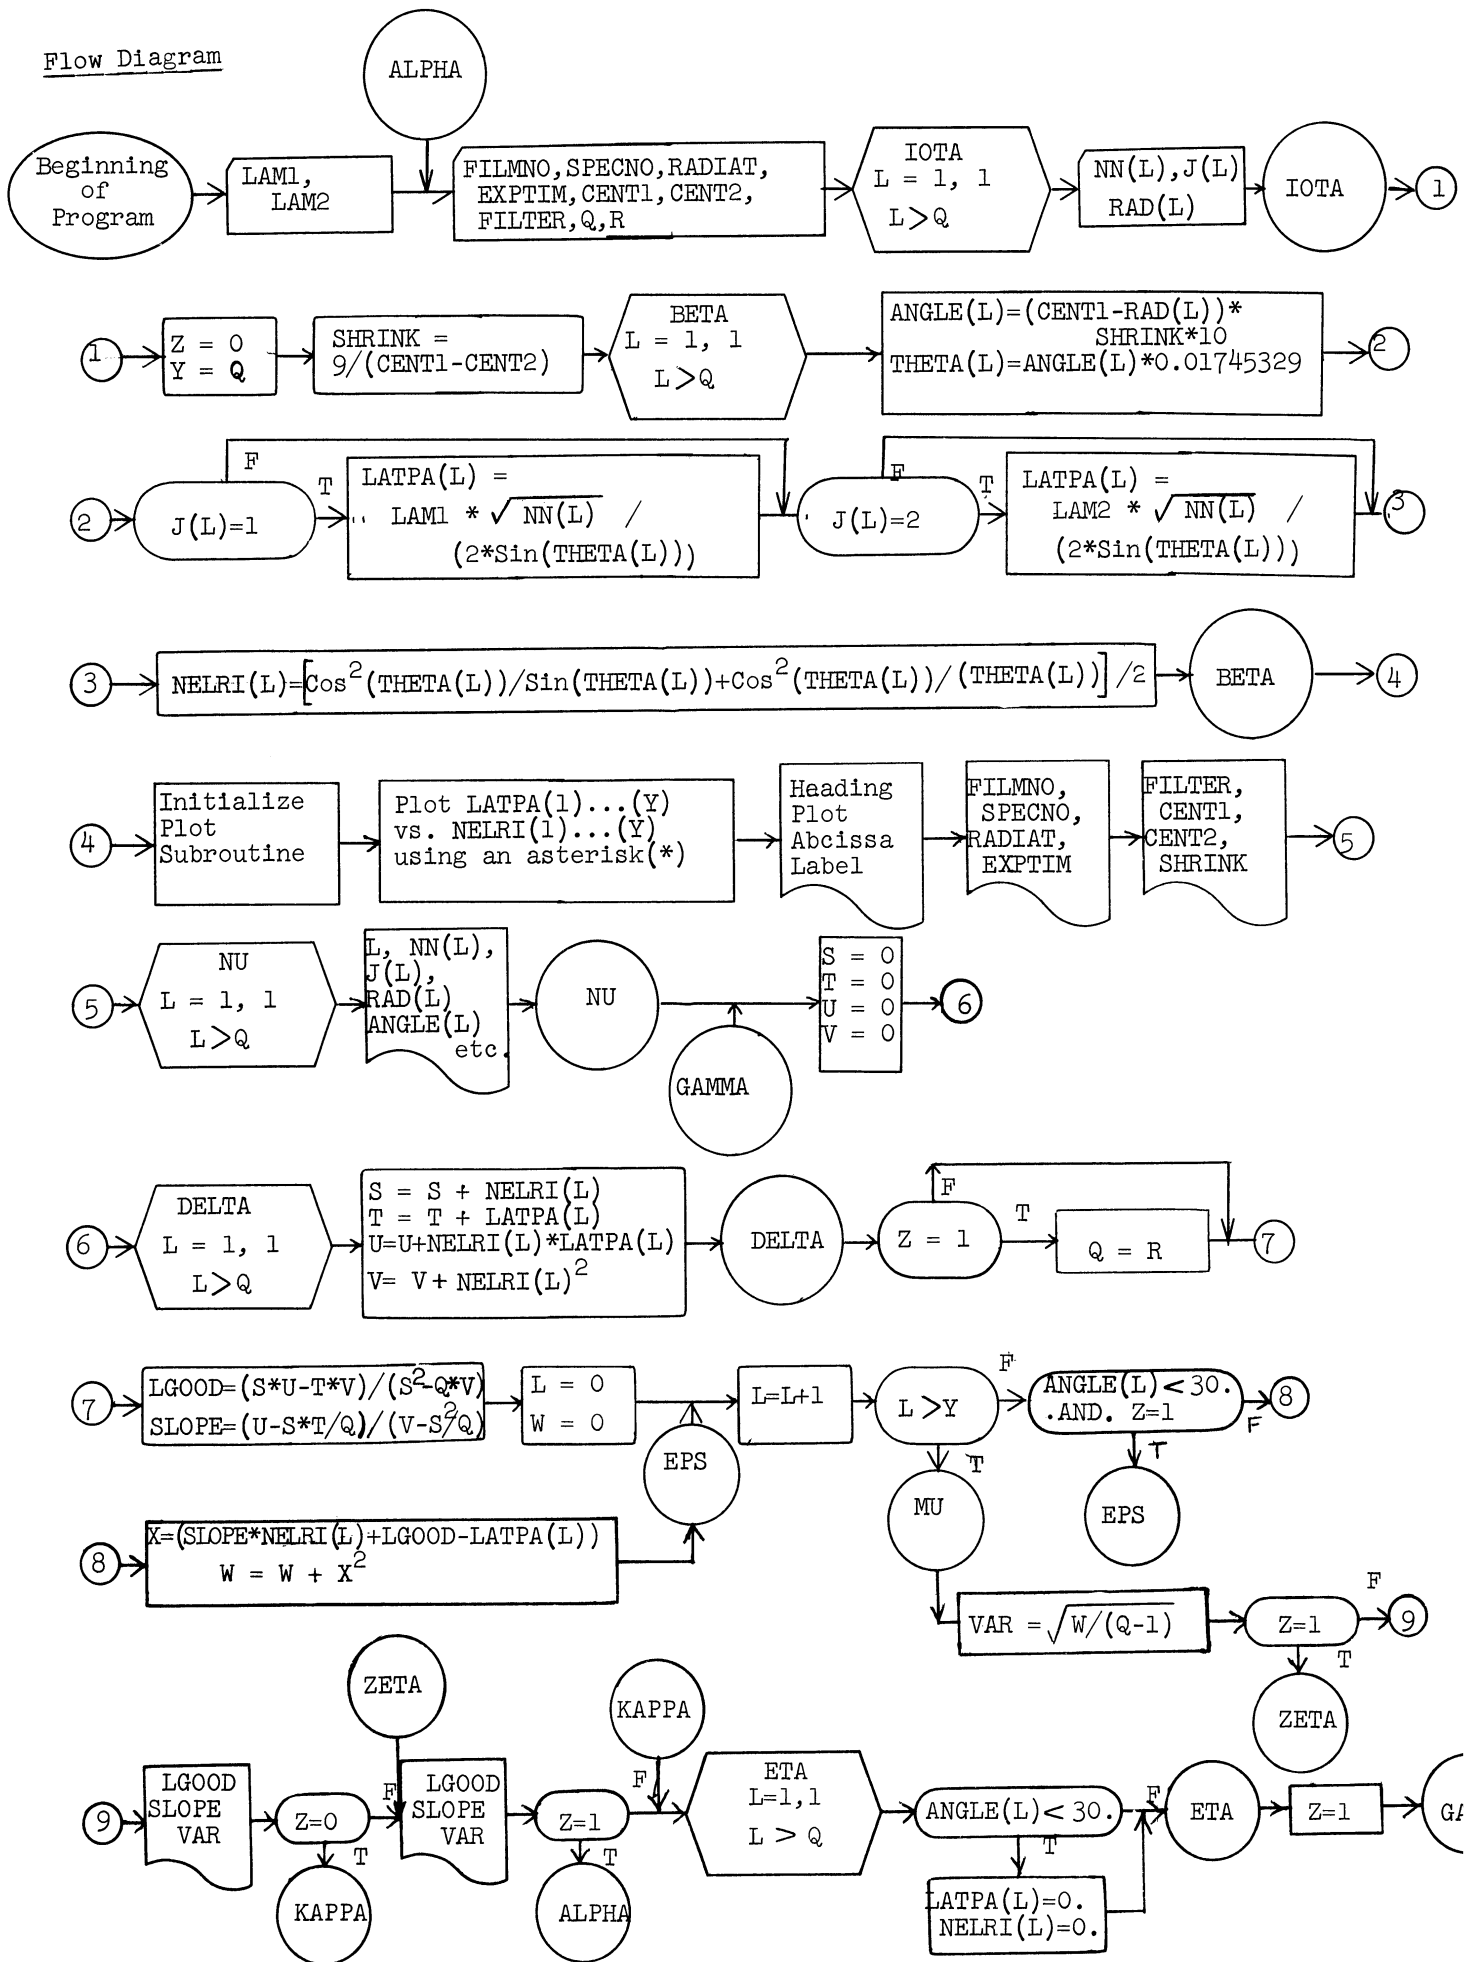 Flow Diagram
ALPHA
Beginning
of
Program
LAM1,
LAM2
FILMNO,SPECNO,RADIAT,
EXPTIM,CENT1,CENT2,
FILTER,Q,R
IOTA
L = 1, 1
L>Q
NN(L),J(L)
RAD(L)
IOTA
1
1
Z = 0
Y = Q
SHRINK =
9/(CENT1-CENT2)
BETA
L = 1, 1
L>Q
ANGLE(L)=(CENT1-RAD(L))*
SHRINK*10
THETA(L)=ANGLE(L)*0.01745329
2
2
J(L)=1
F
T
LATPA(L) =
LAM1 * √NN(L) /
(2*Sin(THETA(L)))
J(L)=2
F
T
LATPA(L) =
LAM2 * √NN(L) /
(2*Sin(THETA(L)))
3
3
NELRI(L)=[Cos²(THETA(L))/Sin(THETA(L))+Cos²(THETA(L))/(THETA(L))]/2
BETA
4
4
Initialize
Plot
Subroutine
Plot LATPA(1)...(Y)
vs. NELRI(1)...(Y)
using an asterisk(*)
Heading
Plot
Abcissa
Label
FILMNO,
SPECNO,
RADIAT,
EXPTIM
FILTER,
CENT1,
CENT2,
SHRINK
5
5
NU
L = 1, 1
L>Q
L, NN(L),
J(L),
RAD(L)
ANGLE(L)
etc.
NU
GAMMA
S = 0
T = 0
U = 0
V = 0
6
6
DELTA
L = 1, 1
L>Q
S = S + NELRI(L)
T = T + LATPA(L)
U=U+NELRI(L)*LATPA(L)
V= V + NELRI(L)²
DELTA
Z = 1
F
T
Q = R
7
7
LGOOD=(S*U-T*V)/(S²-Q*V)
SLOPE=(U-S*T/Q)/(V-S²/Q)
L = 0
W = 0
EPS
L=L+1
L >Y
F
T
ANGLE(L)<30.
.AND. Z=1
F
8
T
MU
EPS
8
X=(SLOPE*NELRI(L)+LGOOD-LATPA(L))
W = W + X²
VAR =√W/(Q-1)
Z=1
F
9
T
ZETA
ZETA
KAPPA
9
LGOOD
SLOPE
VAR
Z=0
F
T
KAPPA
LGOOD
SLOPE
VAR
Z=1
F
T
ALPHA
ETA
L=1,1
L > Q
ANGLE(L)<30.
F
T
LATPA(L)=0.
NELRI(L)=0.
ETA
Z=1
GA